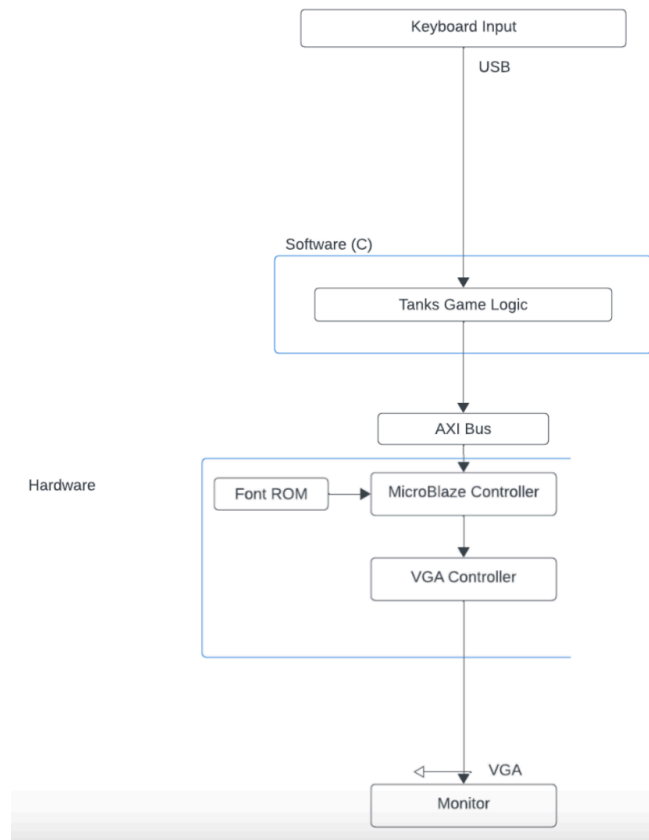 Keyboard Input
USB
Software (C)
Tanks Game Logic
AXI Bus
Hardware
Font ROM
MicroBlaze Controller
VGA Controller
VGA
Monitor